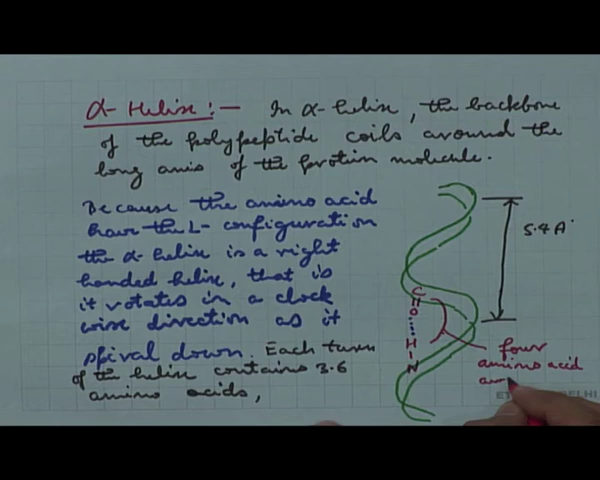 α-Helix :-  In α-helix, the backbone
of the polypeptide coils around the
long axis of the protein molecule.
Because the amino acid
have the L- configuration
the α-helix is a right
handed helix, that is
it rotates in a clock
wise direction as it
spiral down. Each turn
of the helix contains 3.6
amino acids,
5.4 A°
C
O
H
N
four
amino acid